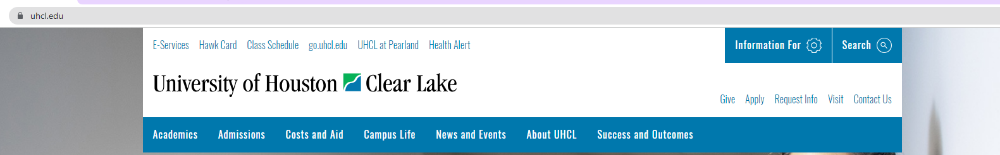 uhcl.edu
E-Services Hawk Card Class Schedule go.uhcl.edu UHCL at Pearland Health Alert
Information For Search
University of Houston Clear Lake
Give Apply Request Info Visit Contact Us
Academics Admissions Costs and Aid Campus Life News and Events About UHCL Success and Outcomes